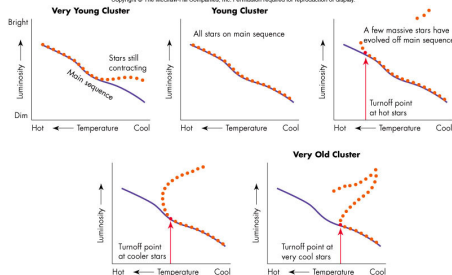 Copyright © The McGraw-Hill Companies, Inc. Permission required for reproduction or display.
Very Young Cluster
Bright
Luminosity
Dim
Stars still
contracting
Main sequence
Hot Temperature Cool
Young Cluster
All stars on main sequence
Luminosity
Hot Temperature Cool
A few massive stars have
evolved off main sequence
Luminosity
Turnoff point
at hot stars
Hot Temperature Cool
Luminosity
Turnoff point
at cooler stars
Hot Temperature Cool
Very Old Cluster
Luminosity
Turnoff point at
very cool stars
Hot Temperature Cool